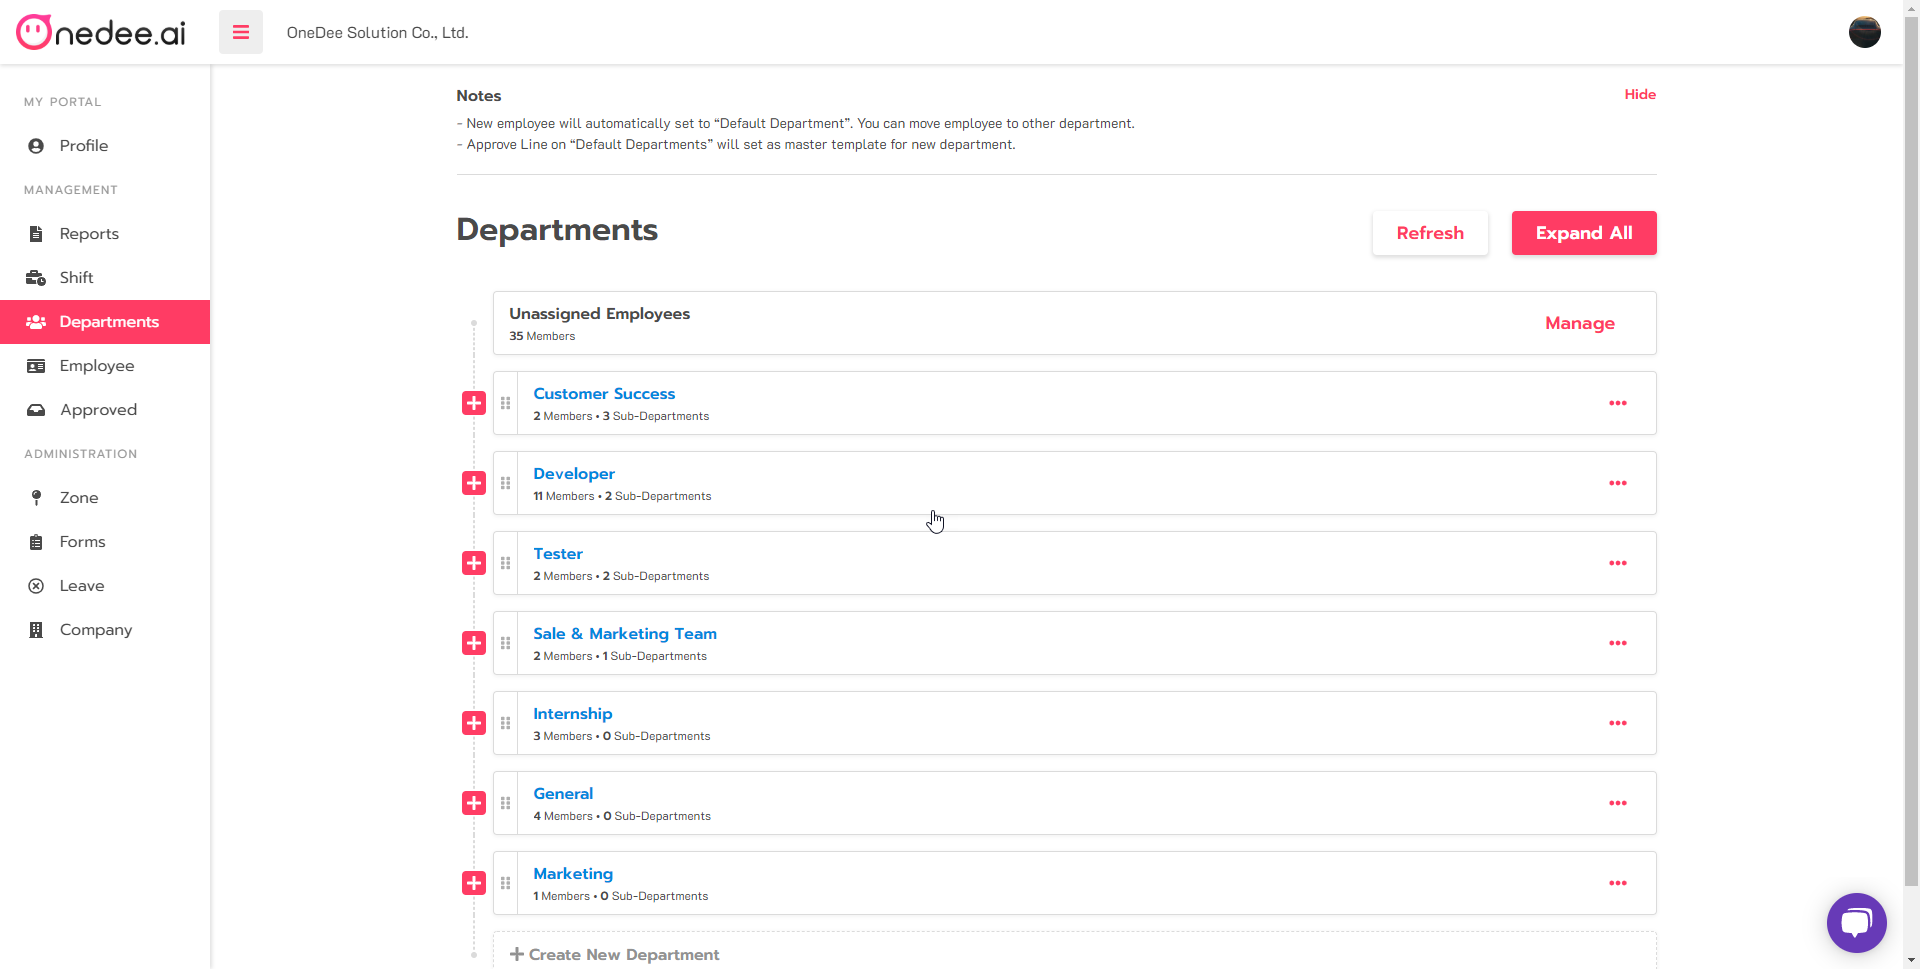 nedee.ai
OneDee Solution Co., Ltd.
MY PORTAL
Profile
MANAGEMENT
Reports
Shift
Departments
Employee
Approved
ADMINISTRATION
Zone
Forms
Leave
Company
Notes
Hide
- New employee will automatically set to “Default Department”. You can move employee to other department.
- Approve Line on “Default Departments” will set as master template for new department.
Departments
Refresh
Expand All
Unassigned Employees
35 Members
Manage
Customer Success
2 Members • 3 Sub-Departments
Developer
11 Members • 2 Sub-Departments
Tester
2 Members • 2 Sub-Departments
Sale & Marketing Team
2 Members • 1 Sub-Departments
Internship
3 Members • 0 Sub-Departments
General
4 Members • 0 Sub-Departments
Marketing
1 Members • 0 Sub-Departments
+ Create New Department